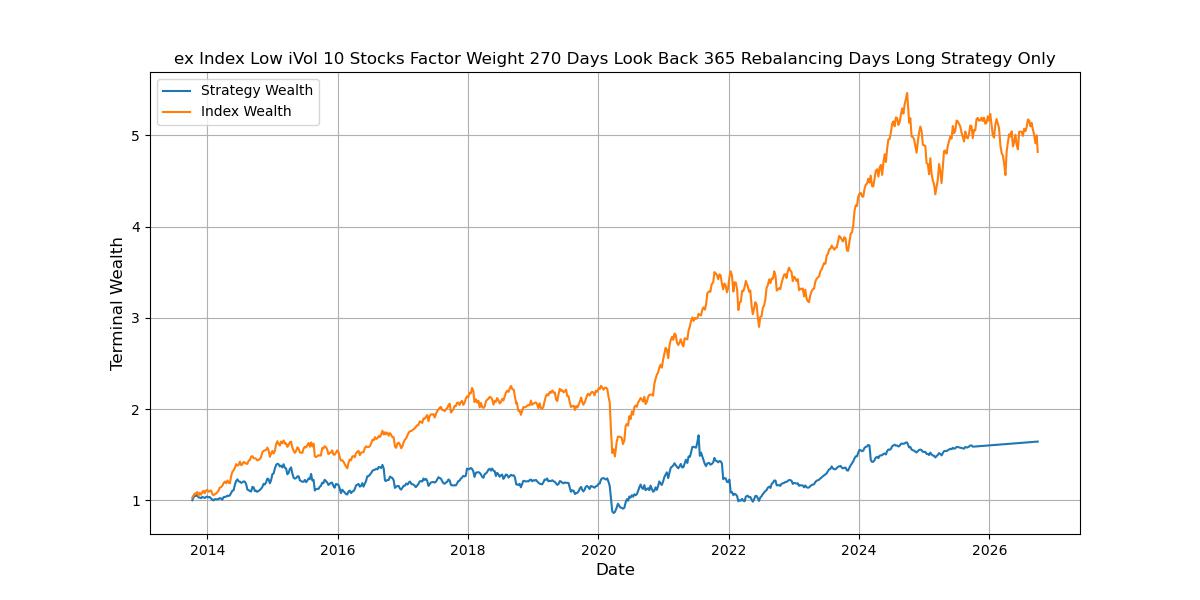 ex Index Low iVol 10 Stocks Factor Weight 270 Days Look Back 365 Rebalancing Days Long Strategy Only
Strategy Wealth
Index Wealth
Terminal Wealth
5
4
3
2
1
2014 2016 2018 2020 2022 2024 2026
Date